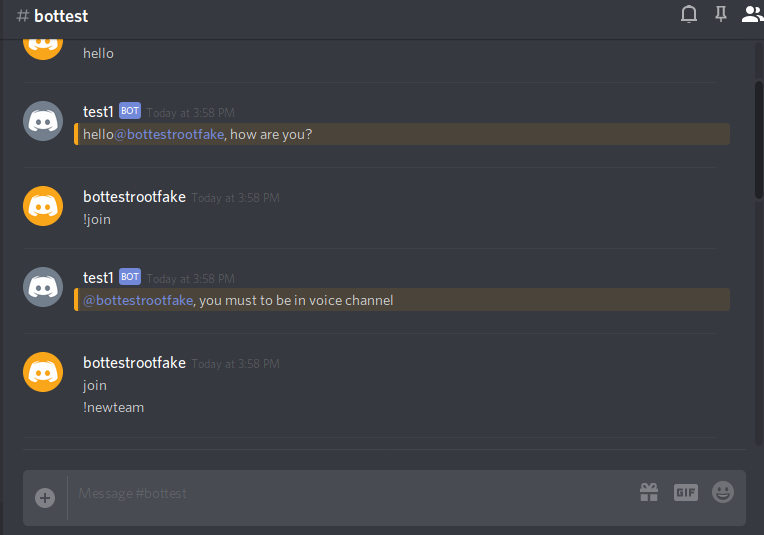 # bottest
hello
test1 BOT Today at 3:58 PM
hello@bottestrootfake, how are you?
bottestrootfake Today at 3:58 PM
!join
test1 BOT Today at 3:58 PM
@bottestrootfake, you must to be in voice channel
bottestrootfake Today at 3:58 PM
join
!newteam
Message #bottest GIF